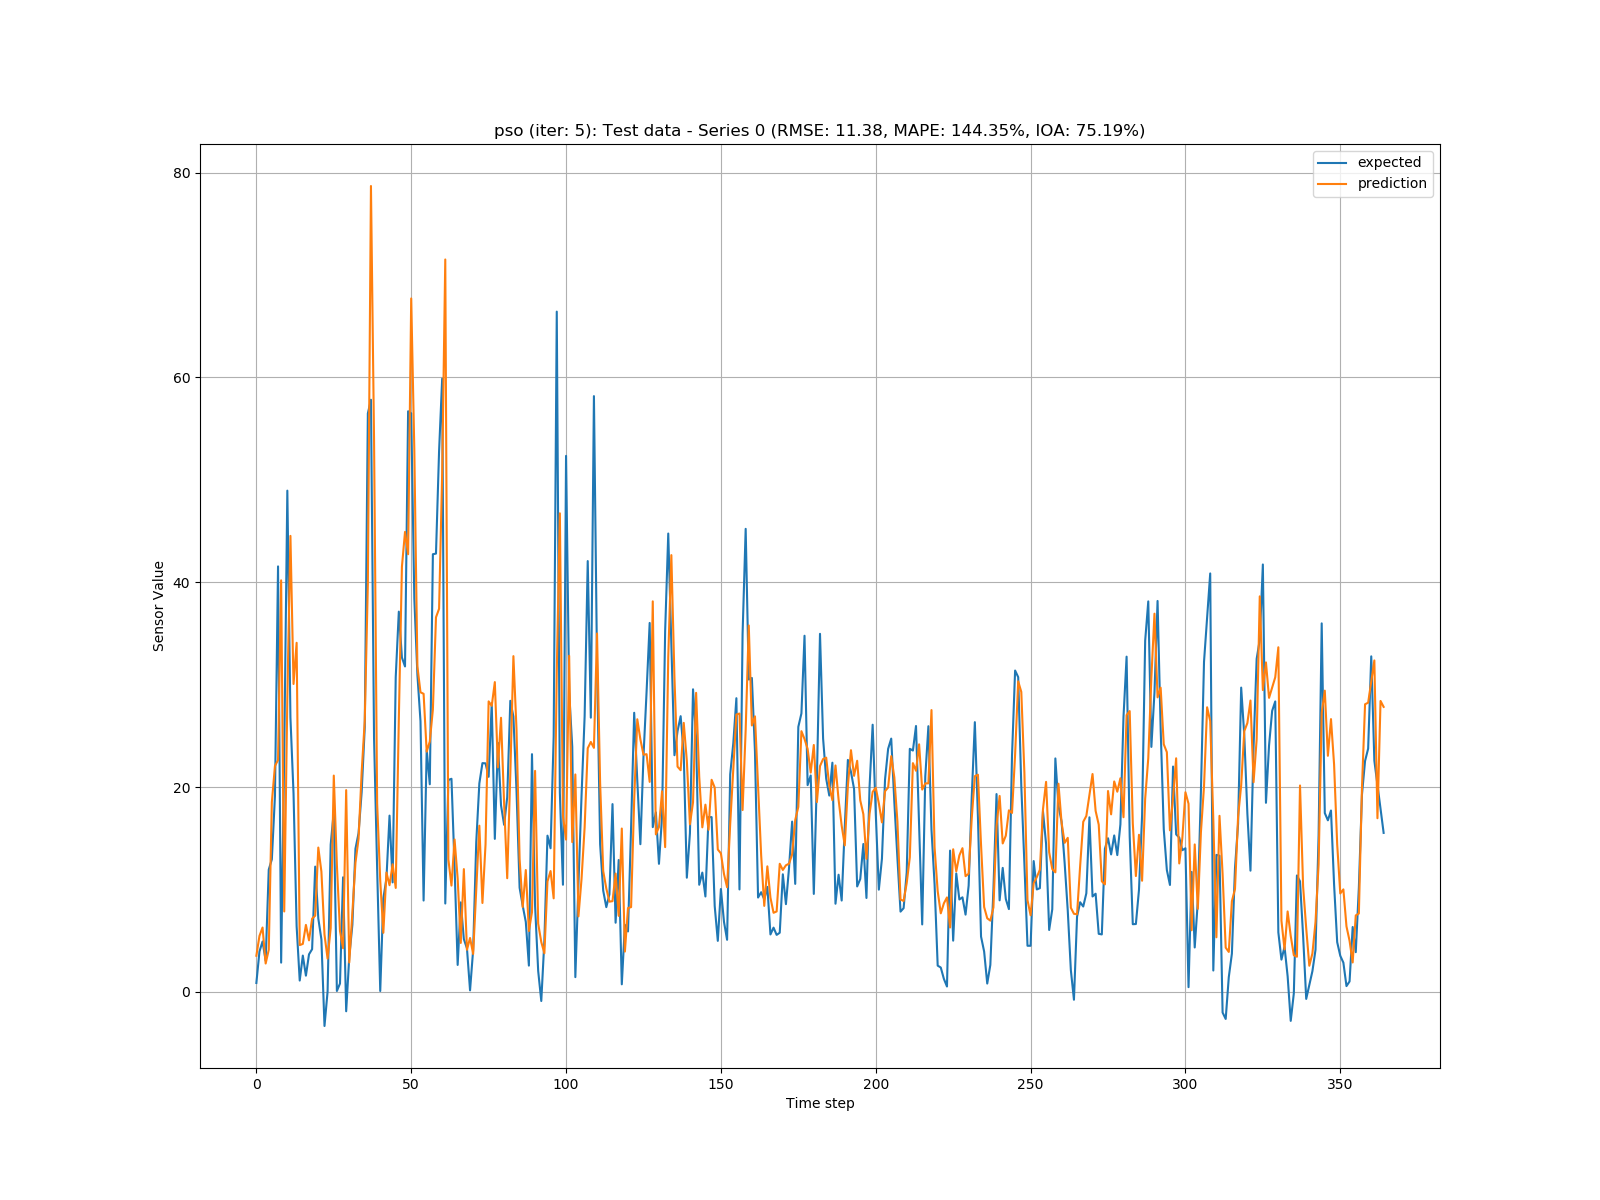 pso (iter: 5): Test data - Series 0 (RMSE: 11.38, MAPE: 144.35%, IOA: 75.19%)
expected
prediction
80
60
40
20
0
Sensor Value
0 50 100 150 200 250 300 350
Time step